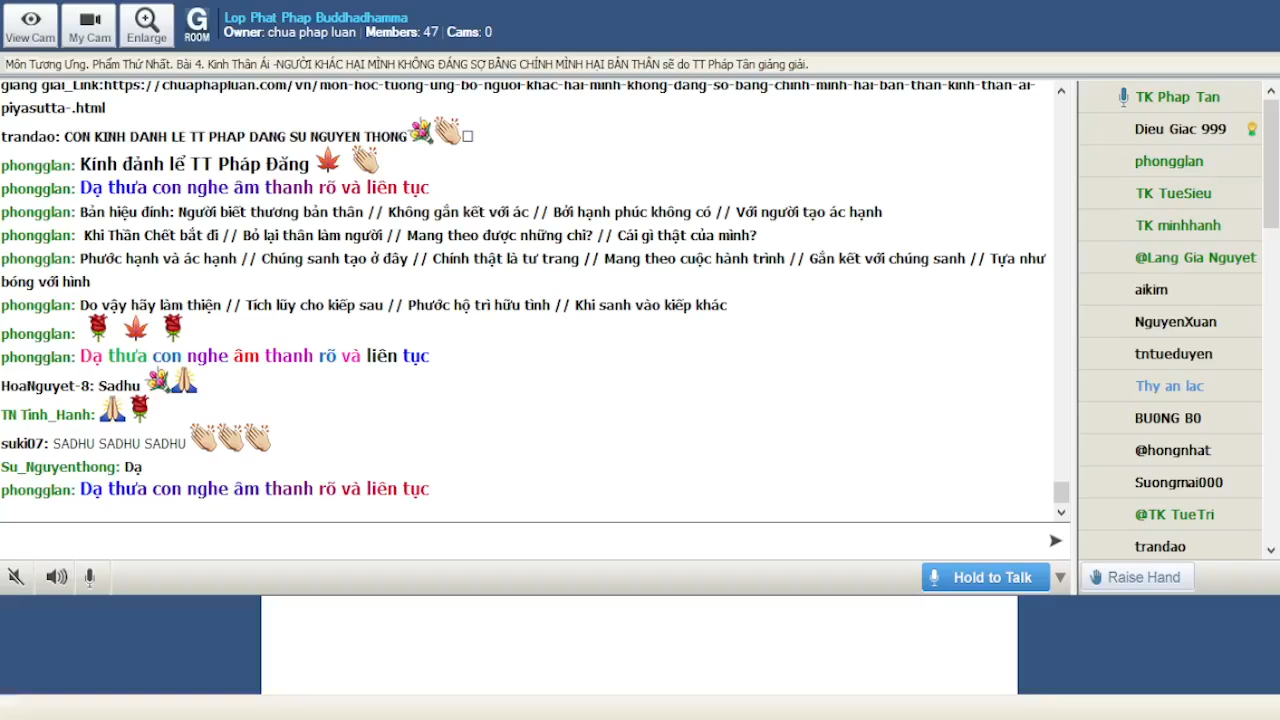 View Cam
My Cam
Enlarge
G
ROOM
Lop Phat Phap Buddhadhamma
Owner: chua phap luan | Members: 47 | Cams: 0
Môn Tương Ưng. Phẩm Thứ Nhất. Bài 4. Kinh Thân Ái -NGƯỜI KHÁC HẠI MÌNH KHÔNG ĐÁNG SỢ BẰNG CHÍNH MÌNH HẠI BẢN THÂN sẽ do TT Pháp Tân giảng giải.
giang giai_Link:https://chuaphapluan.com/vn/mon-hoc-tuong-ung-bo-nguoi-khac-hai-minh-khong-dang-so-bang-chinh-minh-hai-ban-than-kinh-than-ai-
piyasutta-.html
trandao: CON KINH DANH LE TT PHAP DANG SU NGUYEN THONG
phongglan: Kính đảnh lể TT Pháp Đăng
phongglan: Dạ thưa con nghe âm thanh rõ và liên tục
phongglan: Bản hiệu đính: Người biết thương bản thân // Không gắn kết với ác // Bởi hạnh phúc không có // Với người tạo ác hạnh
phongglan: Khi Thần Chết bắt đi // Bỏ lại thân làm người // Mang theo được những chi? // Cái gì thật của mình?
phongglan: Phước hạnh và ác hạnh // Chúng sanh tạo ở đây // Chính thật là tư trang // Mang theo cuộc hành trình // Gắn kết với chúng sanh // Tựa như
bóng với hình
phongglan: Do vậy hãy làm thiện // Tích lũy cho kiếp sau // Phước hộ trì hữu tình // Khi sanh vào kiếp khác
phongglan:
phongglan: Dạ thưa con nghe âm thanh rõ và liên tục
HoaNguyet-8: Sadhu
TN Tinh_Hanh:
suki07: SADHU SADHU SADHU
Su_Nguyenthong: Dạ
phongglan: Dạ thưa con nghe âm thanh rõ và liên tục
Hold to Talk
TK Phap Tan
Dieu Giac 999
phongglan
TK TueSieu
TK minhhanh
@Lang Gia Nguyet
aikim
NguyenXuan
tntueduyen
Thy an lac
BU0NG B0
@hongnhat
Suongmai000
@TK TueTri
trandao
Raise Hand